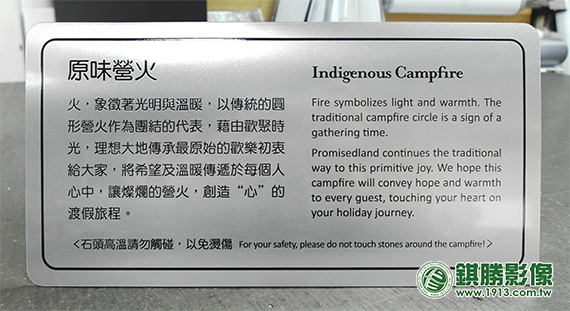 原味營火
火，象徵著光明與溫暖，以傳統的圓
形營火作為團結的代表，藉由歡聚時
光，理想大地傳承最原始的歡樂初衷
給大家，將希望及溫暖傳遞於每個人
心中，讓燦爛的營火，創造“心”的
渡假旅程。
Indigenous Campfire
Fire symbolizes light and warmth. The
traditional campfire circle is a sign of a
gathering time.
Promisedland continues the traditional
way to this primitive joy. We hope this
campfire will convey hope and warmth
to every guest, touching your heart on
your holiday journey.
<石頭高溫請勿觸碰，以免燙傷 For your safety, please do not touch stones around the campfire!>
錤勝影像
www.1913.com.tw